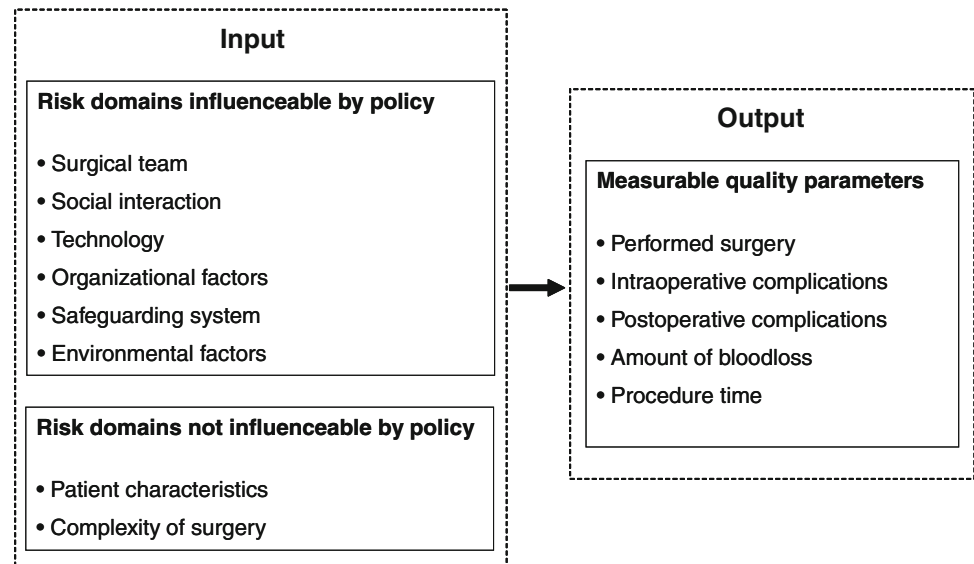 Input
Risk domains influenceable by policy
• Surgical team
• Social interaction
• Technology
• Organizational factors
• Safeguarding system
• Environmental factors
Risk domains not influenceable by policy
• Patient characteristics
• Complexity of surgery
Output
Measurable quality parameters
• Performed surgery
• Intraoperative complications
• Postoperative complications
• Amount of bloodloss
• Procedure time